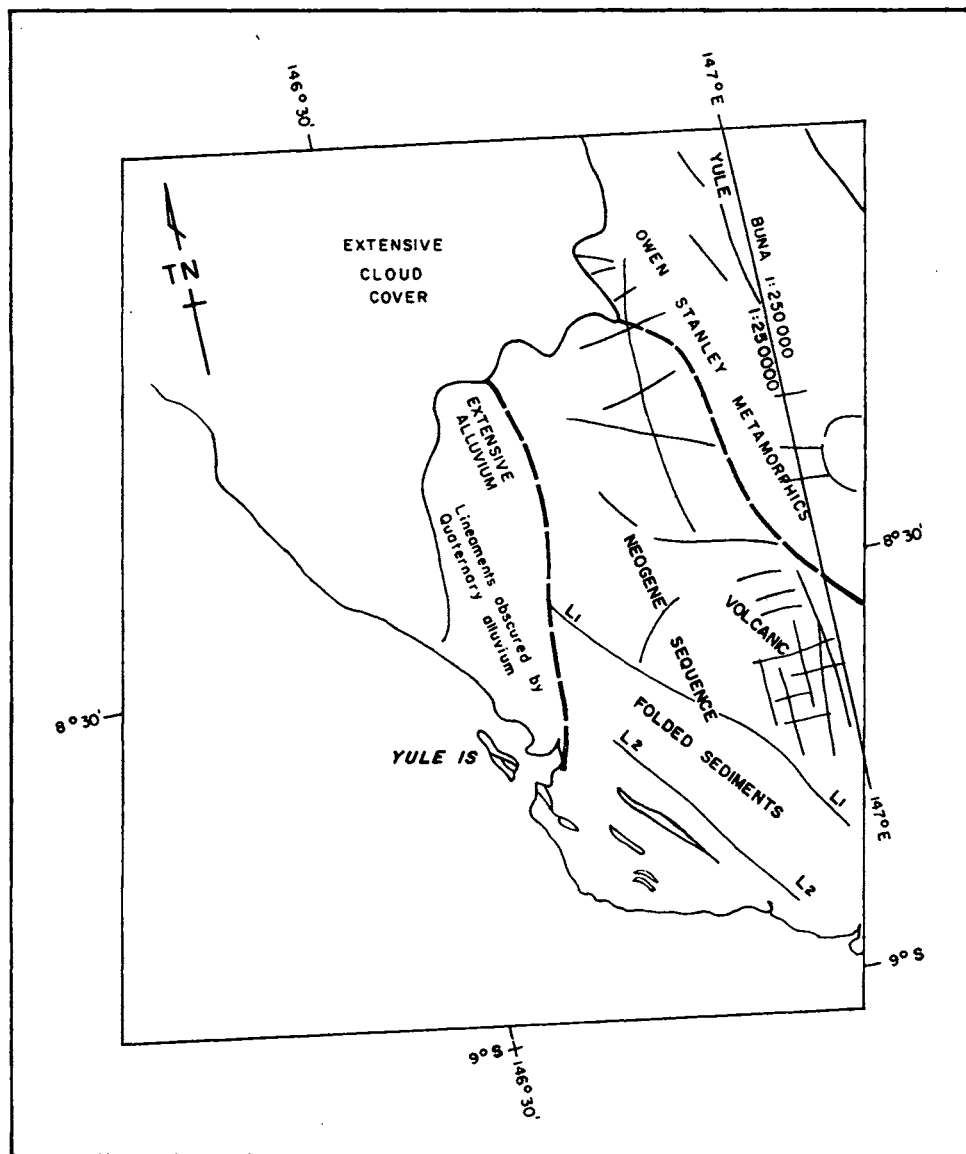 146° 30'
147° E
YULE
BUNA 1:250000
1:250000
TN
EXTENSIVE
CLOUD
COVER
OWEN STANLEY METAMORPHICS
EXTENSIVE
ALLUVIUM
Lineaments obscured by
Quaternary alluvium
8° 30'
NEOGENE VOLCANIC
SEQUENCE
L1
FOLDED SEDIMENTS
L2
L1
L2
8° 30'
YULE IS
147° E
9° S
9° S
146° 30'